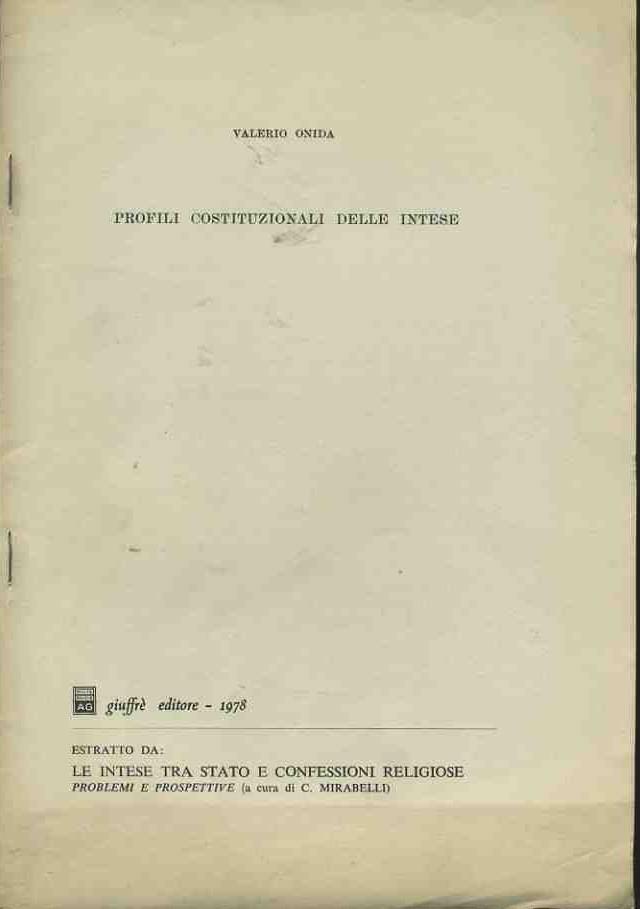 VALERIO ONIDA
PROFILI COSTITUZIONALI DELLE INTESE
AG
giuffrè editore - 1978
ESTRATTO DA:
LE INTESE TRA STATO E CONFESSIONI RELIGIOSE
PROBLEMI E PROSPETTIVE (a cura di C. MIRABELLI)